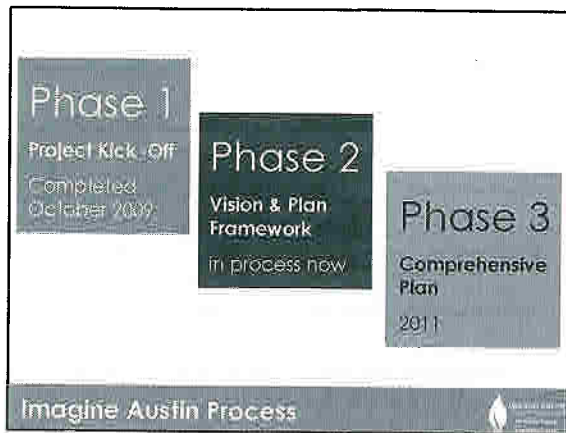 Phase 1
Project Kick Off
Completed
October 2009
Phase 2
Vision & Plan
Framework
in process now
Phase 3
Comprehensive
Plan
2011
Imagine Austin Process